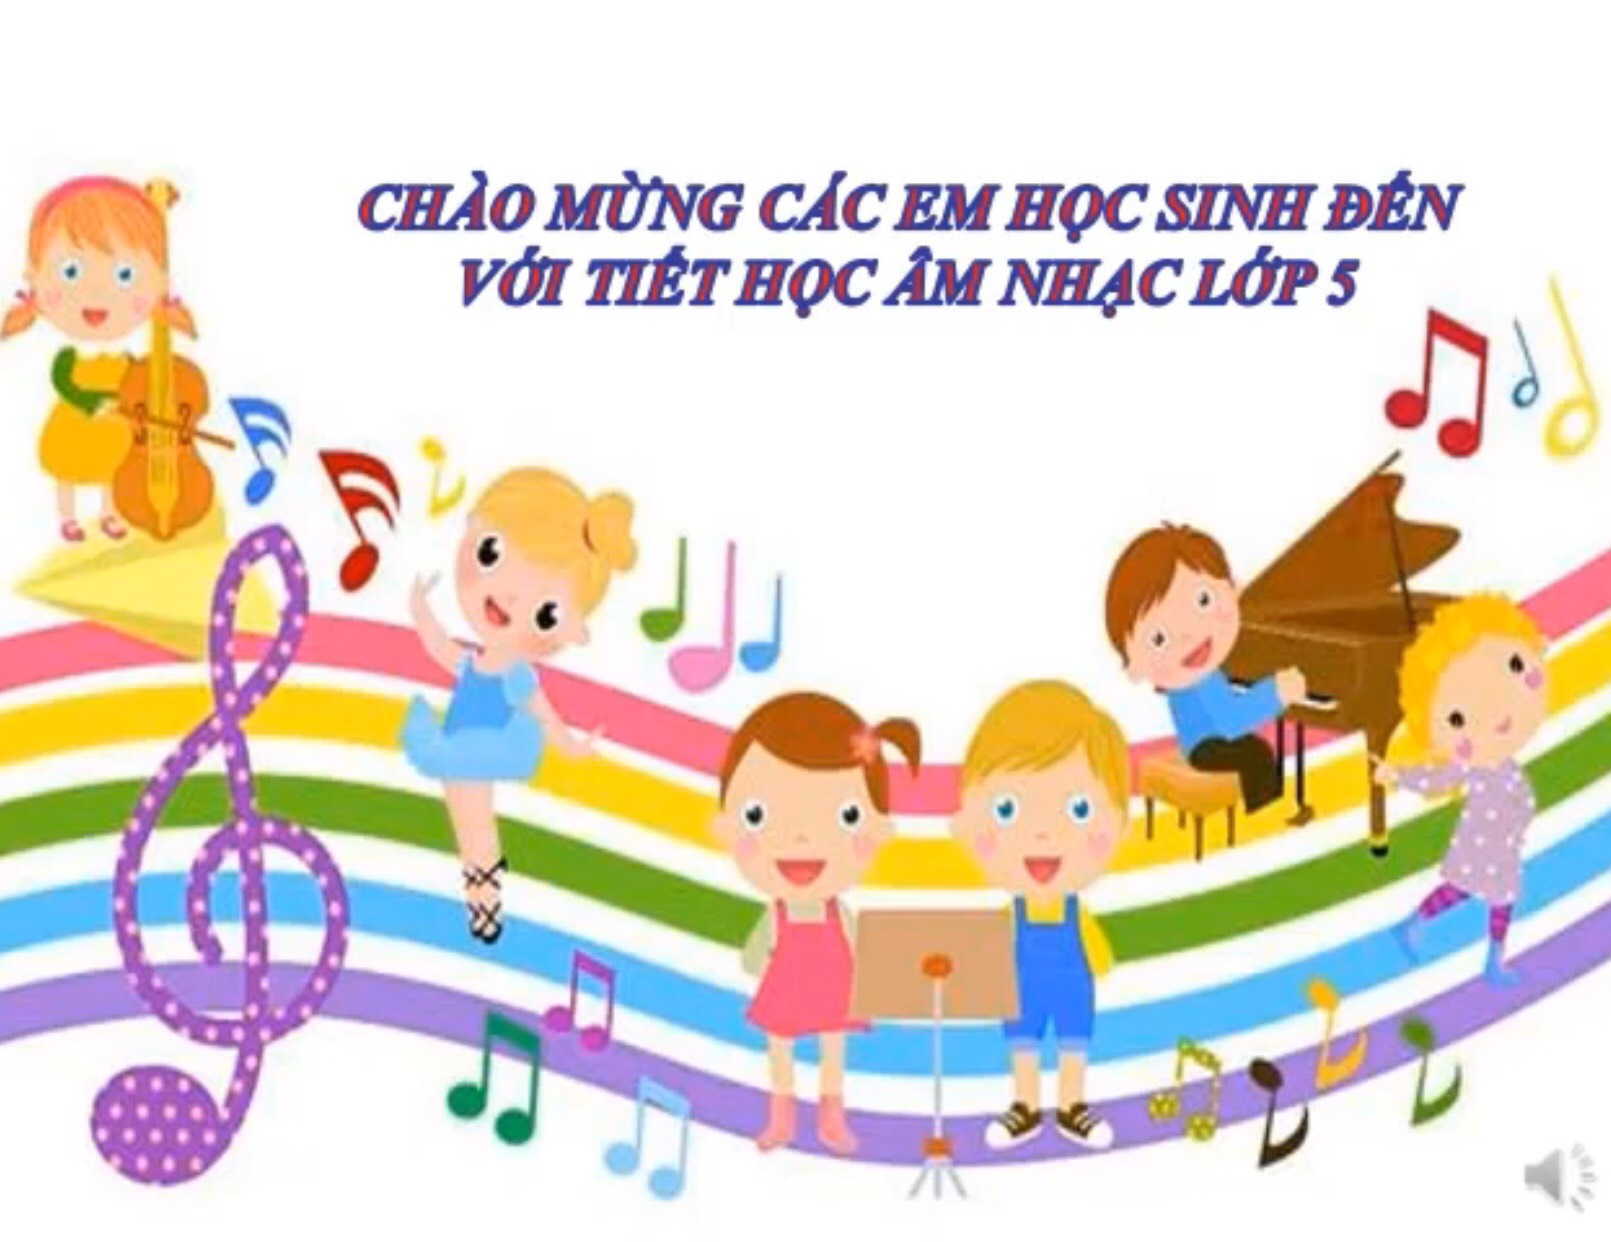 CHÀO MỪNG CÁC EM HỌC SINH ĐẾN
VỚI TIẾT HỌC ÂM NHẠC LỚP 5